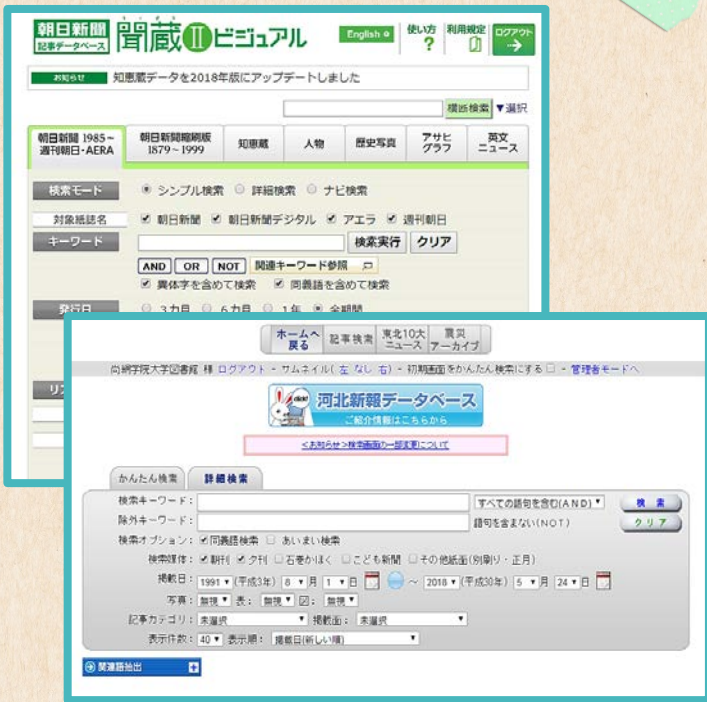 朝日新聞
記事データベース
聞蔵Ⅱビジュアル
English
使い方
?
利用規定
ログアウト
お知らせ 知恵蔵データを2018年版にアップデートしました
横断検索 ▼選択
朝日新聞 1985~
週刊朝日・AERA
朝日新聞縮刷版
1879~1999
知恵蔵
人物
歴史写真
アサヒ
グラフ
英文
ニュース
検索モード シンプル検索 詳細検索 ナビ検索
対象紙誌名 朝日新聞 朝日新聞デジタル アエラ 週刊朝日
キーワード 検索実行 クリア
AND OR NOT 関連キーワード参照
異体字を含めて検索 同義語を含めて検索
発行日 3カ月 6カ月 1年 全期間
リス
ホームへ
戻る
記事検索
東北10大
ニュース
震災
アーカイブ
尚絅学院大学図書館 様 ログアウト - サムネイル( 左 なし 右) - 初期画面をかんたん検索にする - 管理者モードへ
click!
河北新報データベース
ご紹介情報はこちらから
<お知らせ>検索画面の一部変更について
かんたん検索 詳細検索
検索キーワード: すべての語句を含む(AND) 検 索
除外キーワード: 語句を含まない(NOT) クリア
検索オプション: 同義語検索 あいまい検索
検索媒体: 朝刊 夕刊 石巻かほく こども新聞 その他紙面(別刷り・正月)
掲載日: 1991 (平成3年) 8 月 1 日 ~ 2018 (平成30年) 5 月 24 日
写真: 無視 表: 無視 図: 無視
記事カテゴリ: 未選択 掲載面: 未選択
表示件数: 40 表示順: 掲載日(新しい順)
関連語抽出 +